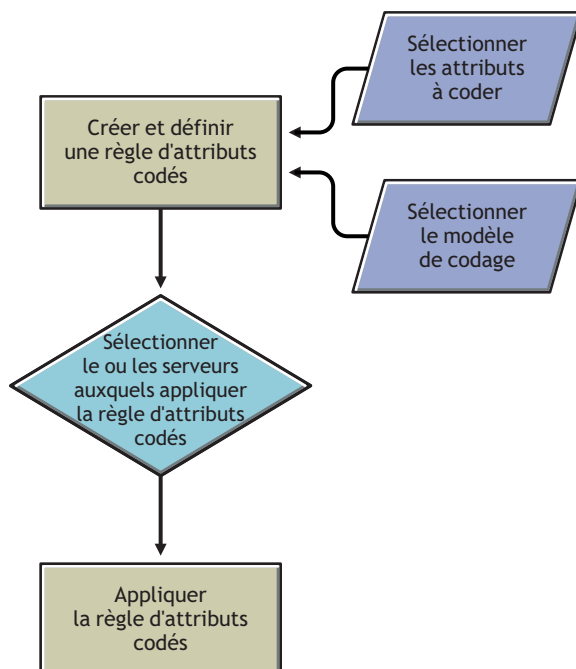 Sélectionner
les attributs
à coder
Créer et définir
une règle d'attributs
codés
Sélectionner
le modèle
de codage
Sélectionner
le ou les serveurs
auxquels appliquer
la règle d'attributs
codés
Appliquer
la règle d'attributs
codés